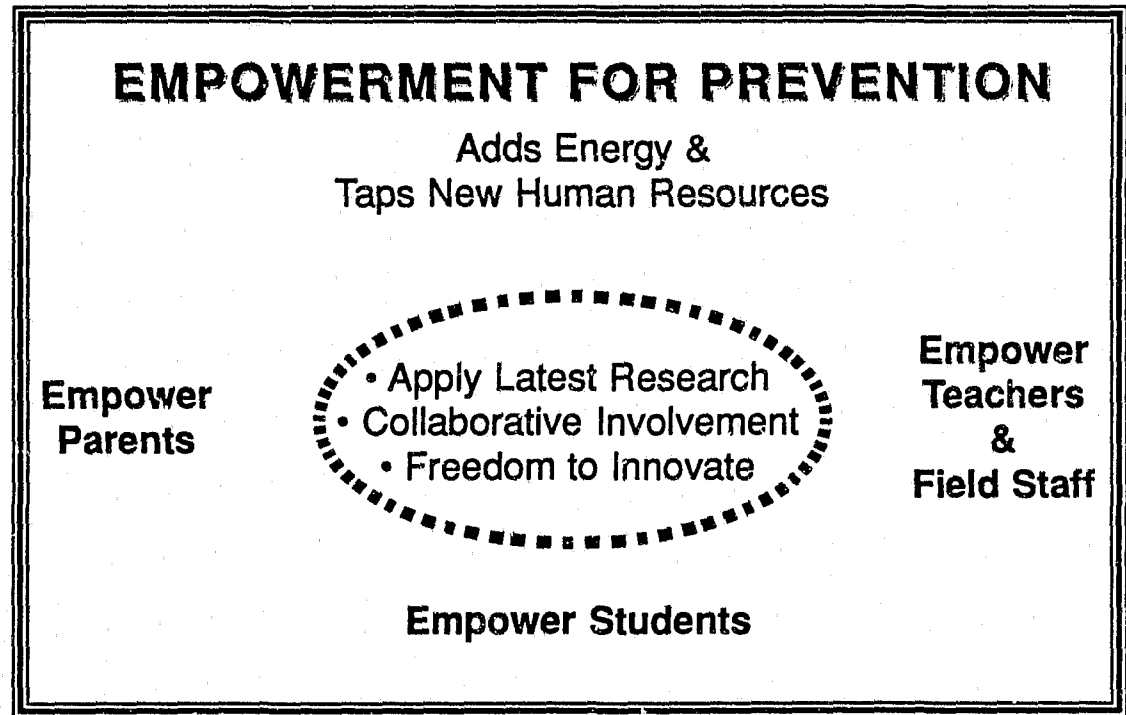 EMPOWERMENT FOR PREVENTION
Adds Energy &
Taps New Human Resources
Empower
Parents
• Apply Latest Research
• Collaborative Involvement
• Freedom to Innovate
Empower
Teachers
&
Field Staff
Empower Students